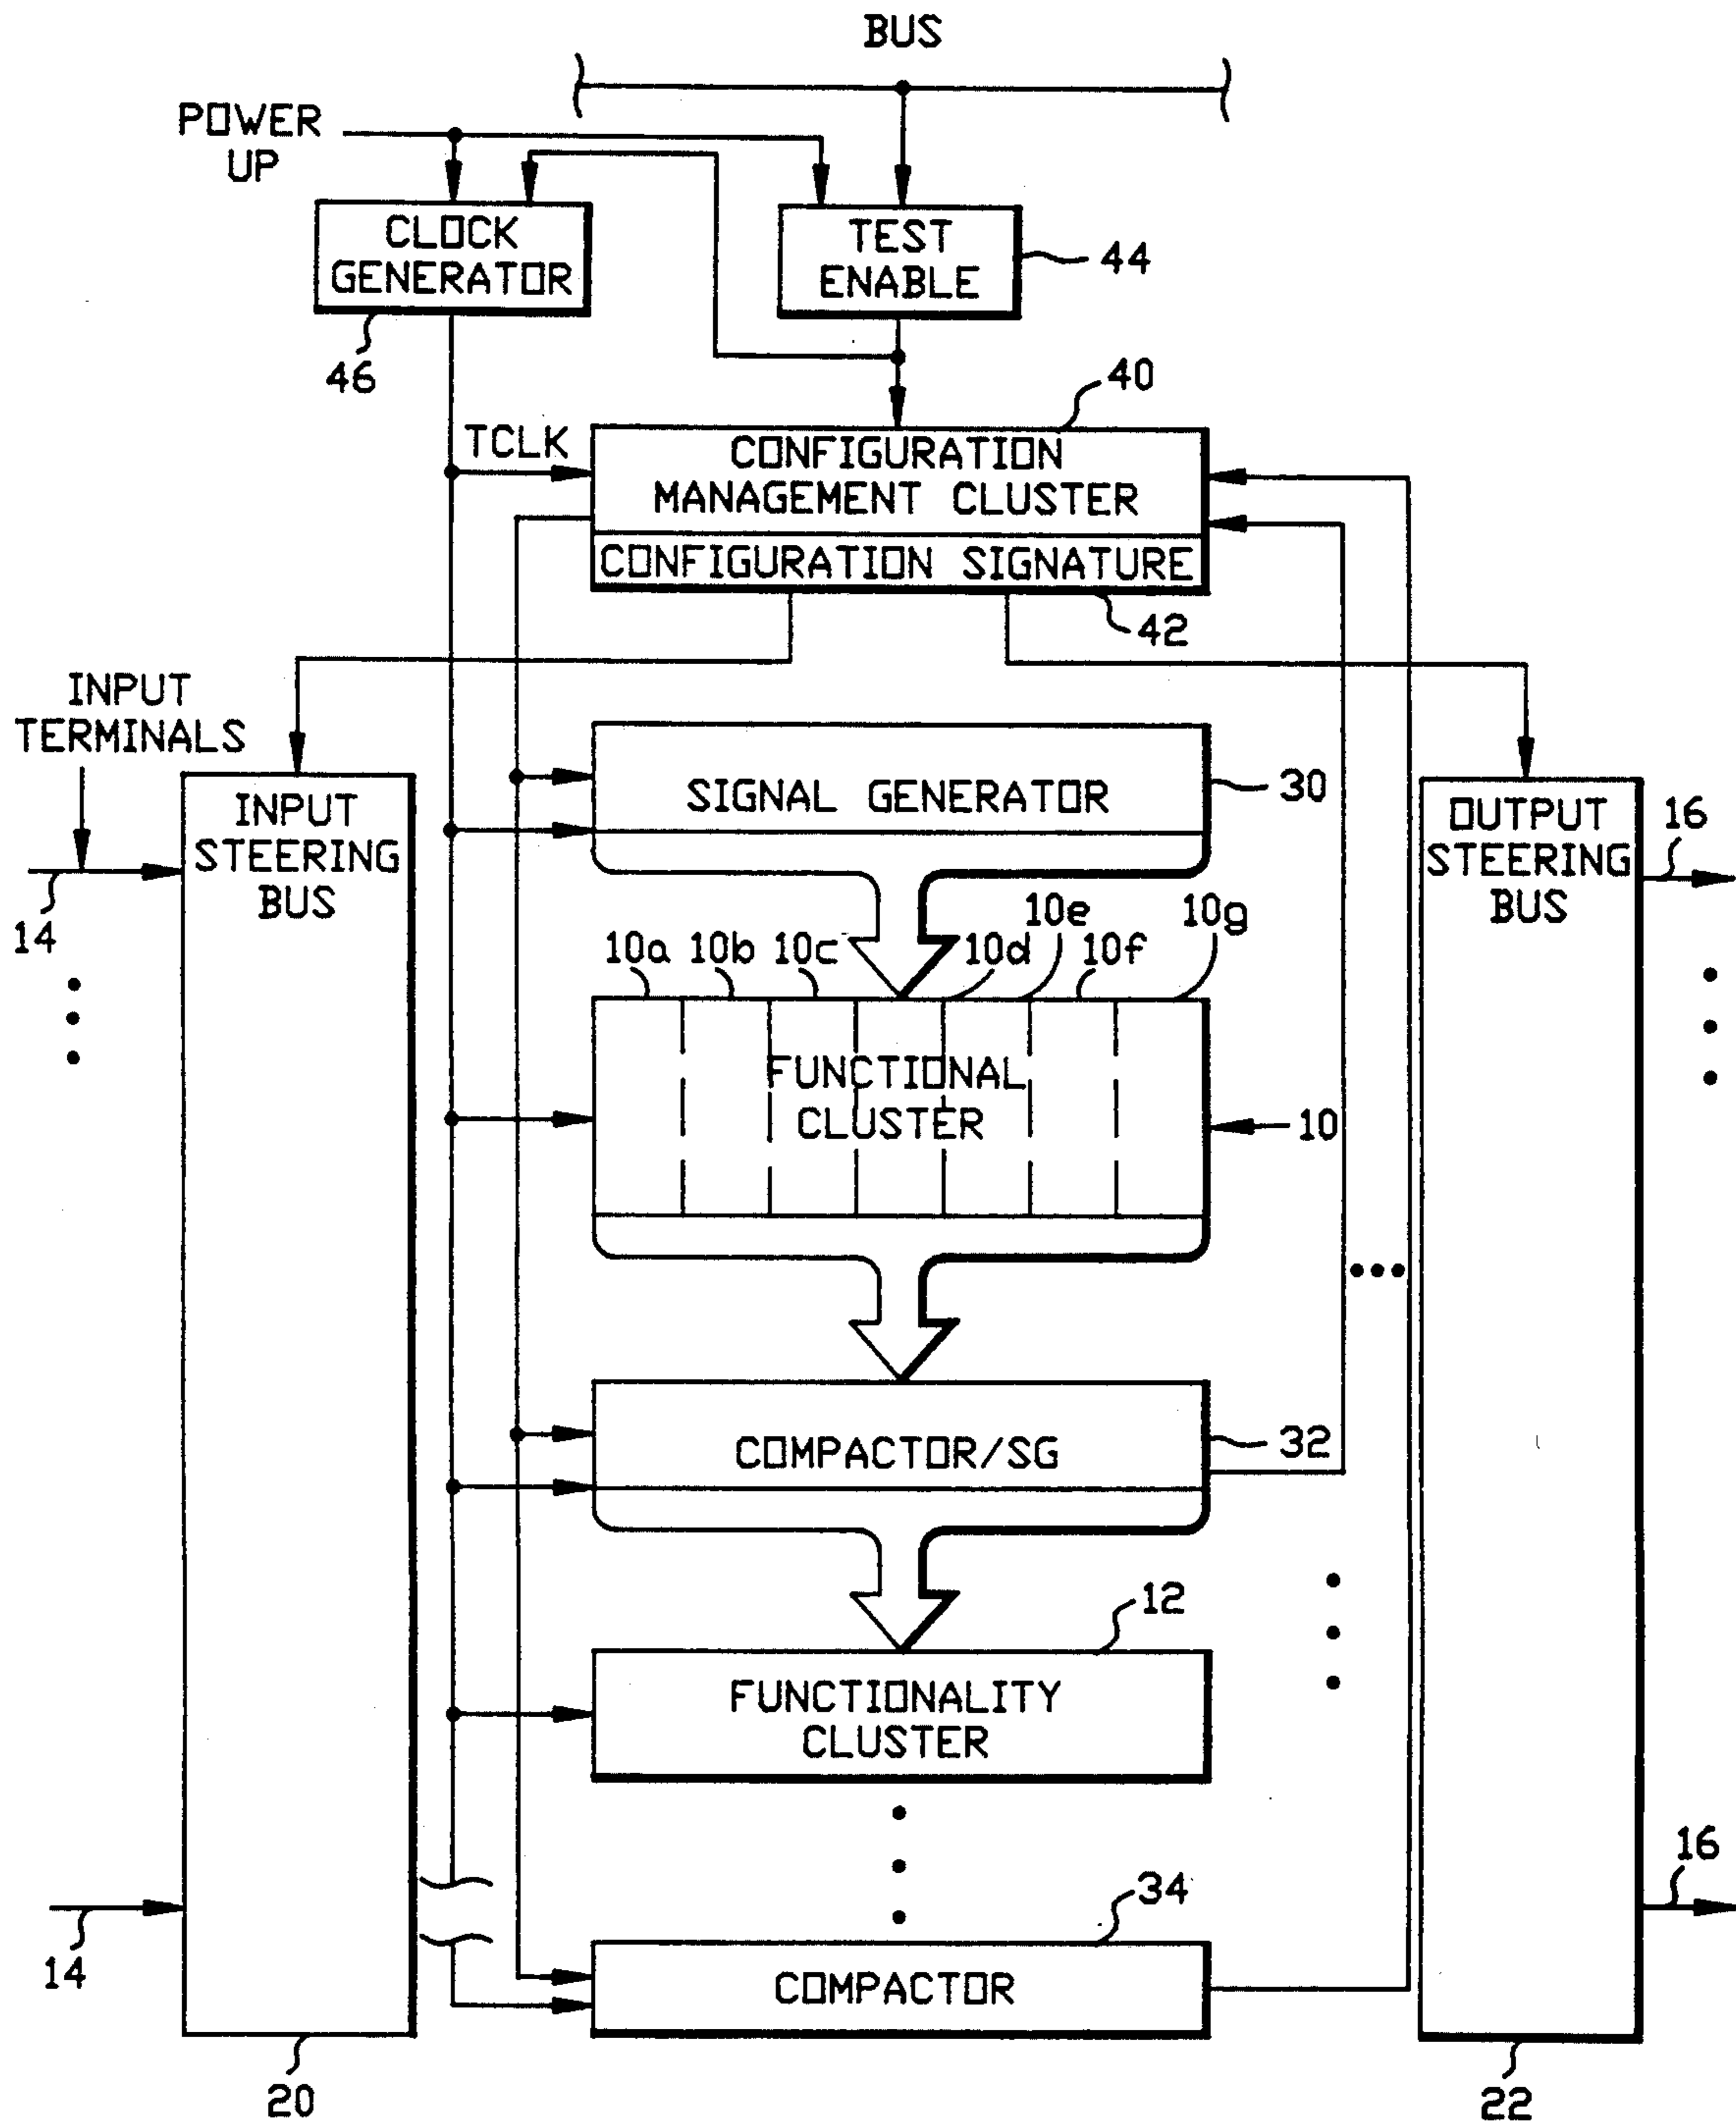 BUS
POWER
UP
CLOCK
GENERATOR
TEST
ENABLE
44
46
40
TCLK
CONFIGURATION
MANAGEMENT CLUSTER
CONFIGURATION SIGNATURE
42
INPUT
TERMINALS
INPUT
STEERING
BUS
14
SIGNAL GENERATOR
30
OUTPUT
STEERING
BUS
16
10a 10b 10c 10d 10e 10f 10g
FUNCTIONAL
CLUSTER
10
COMPACTOR/SG
32
12
FUNCTIONALITY
CLUSTER
16
34
14
COMPACTOR
20
22